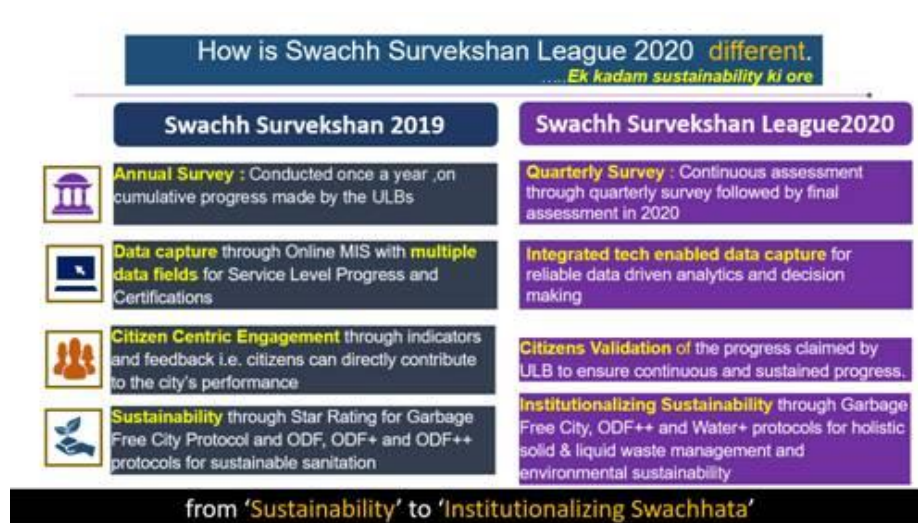 How is Swachh Survekshan League 2020 different.
.....Ek kadam sustainability ki ore
Swachh Survekshan 2019
Annual Survey : Conducted once a year ,on
cumulative progress made by the ULBs
Data capture through Online MIS with multiple
data fields for Service Level Progress and
Certifications
Citizen Centric Engagement through indicators
and feedback i.e. citizens can directly contribute
to the city's performance
Sustainability through Star Rating for Garbage
Free City Protocol and ODF, ODF+ and ODF++
protocols for sustainable sanitation
Swachh Survekshan League2020
Quarterly Survey : Continuous assessment
through quarterly survey followed by final
assessment in 2020
Integrated tech enabled data capture for
reliable data driven analytics and decision
making
Citizens Validation of the progress claimed by
ULB to ensure continuous and sustained progress.
Institutionalizing Sustainability through Garbage
Free City, ODF++ and Water+ protocols for holistic
solid & liquid waste management and
environmental sustainability
from 'Sustainability' to 'Institutionalizing Swachhata'